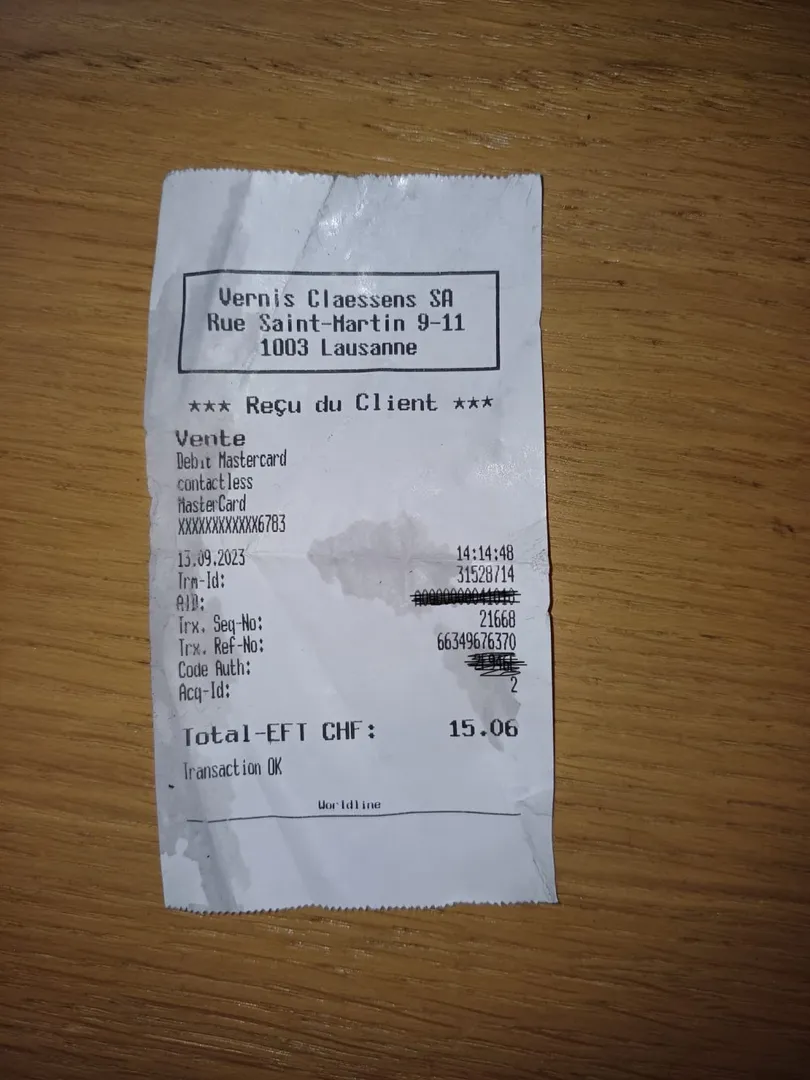 Vernis Claessens SA
Rue Saint-Martin 9-11
1003 Lausanne
*** Reçu du Client ***
Vente
Debit Mastercard
contactless
MasterCard
XXXXXXXXXXXX6783
13.09.2023 14:14:48
Trm-Id: 31528714
AID:
Trx. Seq-No: 21668
Trx. Ref-No: 66349676370
Code Auth:
Acq-Id: 2
Total-EFT CHF: 15.06
Transaction OK
Worldline